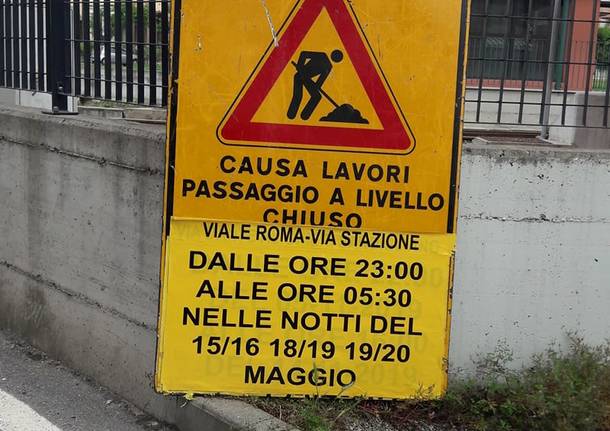 CAUSA LAVORI
PASSAGGIO A LIVELLO
CHIUSO
VIALE ROMA-VIA STAZIONE
DALLE ORE 23:00
ALLE ORE 05:30
NELLE NOTTI DEL
15/16 18/19 19/20
MAGGIO